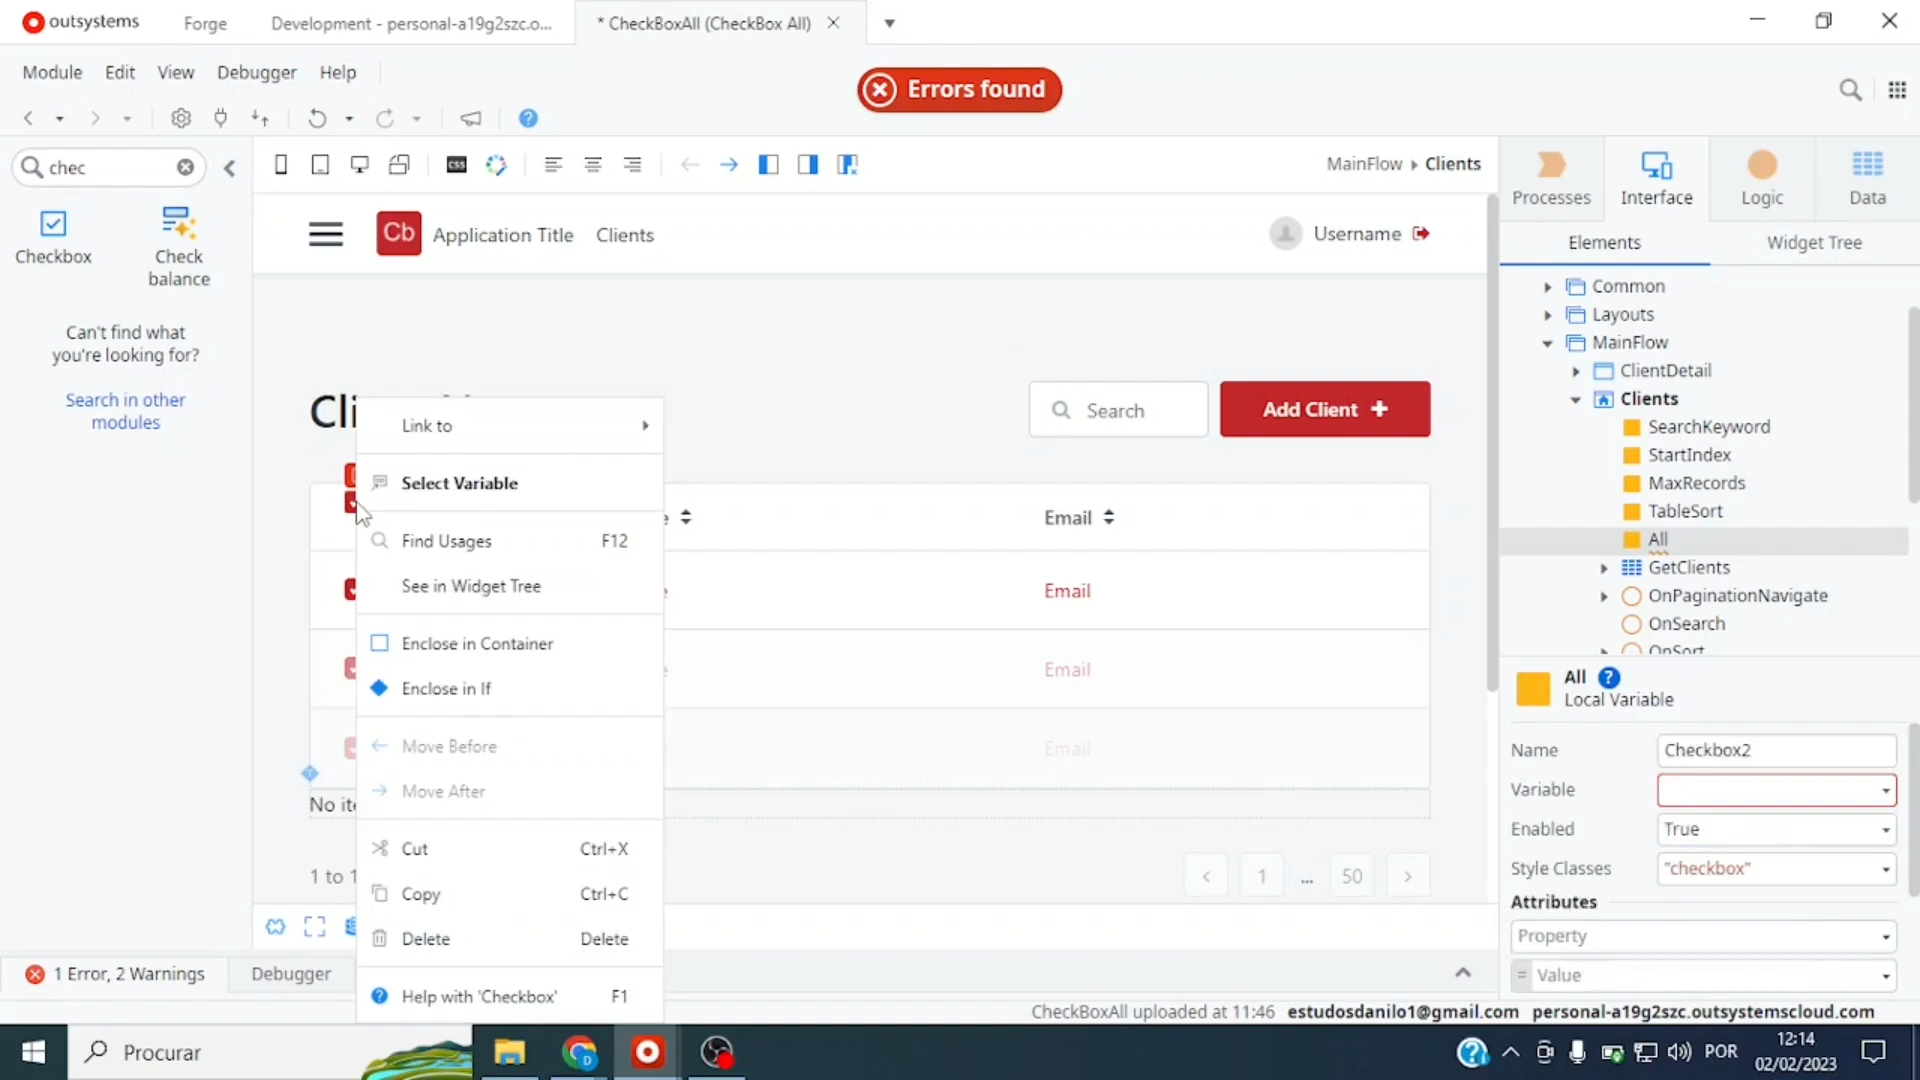 outsystems
Forge
Development - personal-a19g2szc.o...
* CheckBoxAll (CheckBox All)
Module
Edit
View
Debugger
Help
Errors found
chec
Checkbox
Check
balance
Can't find what
you're looking for?
Search in other
modules
CSS
MainFlow
Clients
Cb
Application Title
Clients
Username
Search
Add Client
Email
Email
Email
Email
No ite
1 to 1
1
...
50
Link to
Select Variable
Find Usages
F12
See in Widget Tree
Enclose in Container
Enclose in If
Move Before
Move After
Cut
Ctrl+X
Copy
Ctrl+C
Delete
Delete
Help with 'Checkbox'
F1
Processes
Interface
Logic
Data
Elements
Widget Tree
Common
Layouts
MainFlow
ClientDetail
Clients
SearchKeyword
StartIndex
MaxRecords
TableSort
All
GetClients
OnPaginationNavigate
OnSearch
OnSort
All
Local Variable
Name
Checkbox2
Variable
Enabled
True
Style Classes
"checkbox"
Attributes
Property
= Value
1 Error, 2 Warnings
Debugger
CheckBoxAll uploaded at 11:46
estudosdanilo1@gmail.com
personal-a19g2szc.outsystemscloud.com
Procurar
D
POR
12:14
02/02/2023